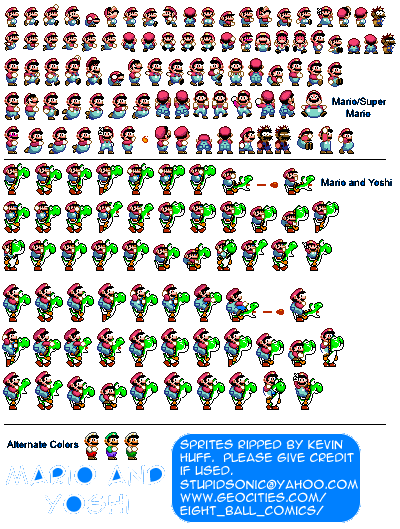 Mario/Super
Mario
Mario and Yoshi
Alternate Colors
MARIO AND
YOSHI
SPRITES RIPPED BY KEVIN
HUFF. PLEASE GIVE CREDIT
IF USED.
STUPIDSONIC@YAHOO.COM
WWW.GEOCITIES.COM/
EIGHT_BALL_COMICS/